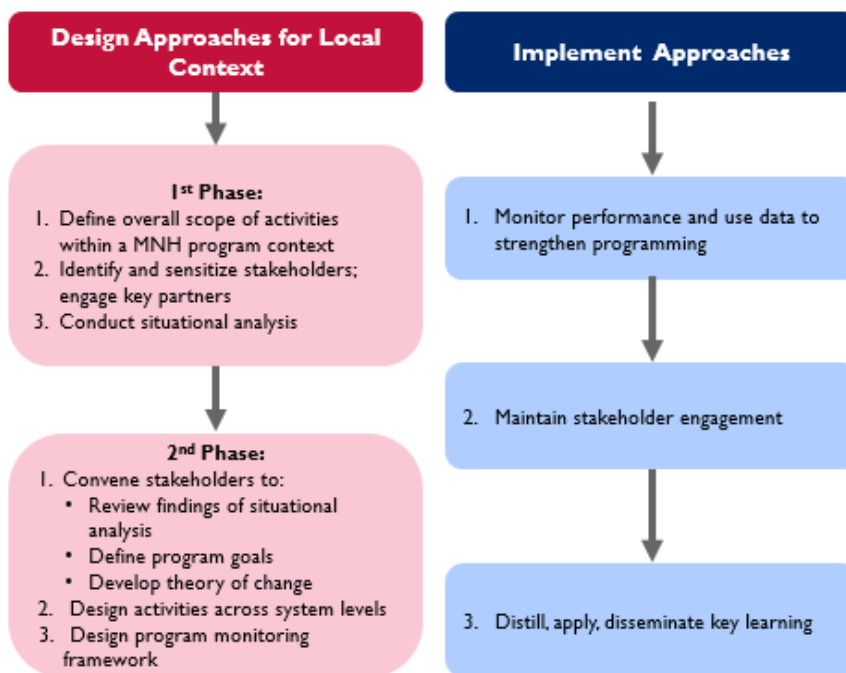 Design Approaches for Local
Context
1st Phase:
1. Define overall scope of activities
within a MNH program context
2. Identify and sensitize stakeholders;
engage key partners
3. Conduct situational analysis
2nd Phase:
1. Convene stakeholders to:
• Review findings of situational
analysis
• Define program goals
• Develop theory of change
2. Design activities across system levels
3. Design program monitoring
framework
Implement Approaches
1. Monitor performance and use data to
strengthen programming
2. Maintain stakeholder engagement
3. Distill, apply, disseminate key learning